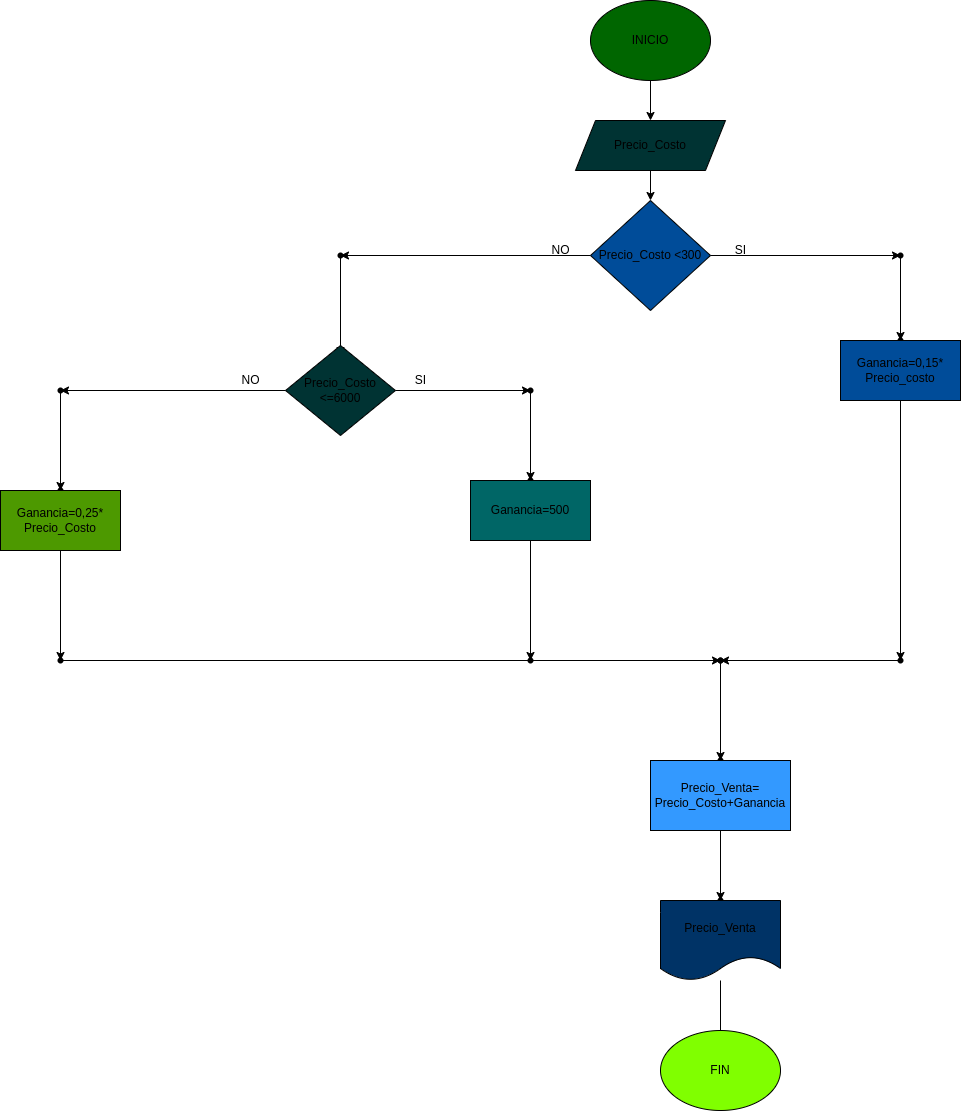 INICIO
Precio_Costo
NO
Precio_Costo <300
SI
Ganancia=0,15*
Precio_costo
NO
Precio_Costo
<=6000
SI
Ganancia=0,25*
Precio_Costo
Ganancia=500
Precio_Venta=
Precio_Costo+Ganancia
Precio_Venta
FIN